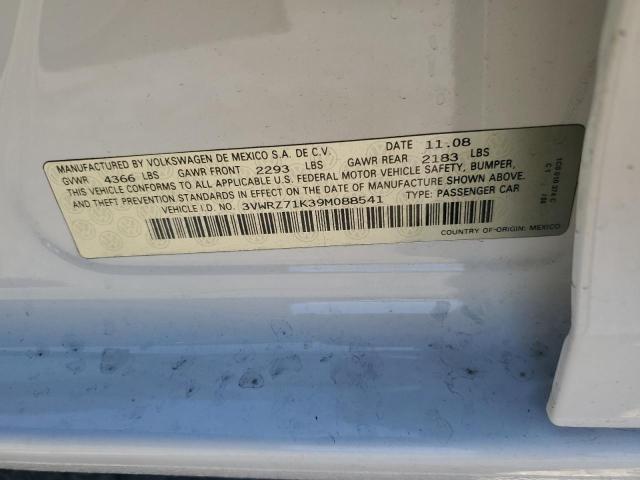 MANUFACTURED BY VOLKSWAGEN DE MEXICO S.A. DE C.V. DATE 11.08
GVWR 4366 LBS GAWR FRONT 2293 LBS GAWR REAR 2183 LBS
THIS VEHICLE CONFORMS TO ALL APPLICABLE U.S. FEDERAL MOTOR VEHICLE SAFETY, BUMPER,
AND THEFT PREVENTION STANDARDS IN EFFECT ON THE DATE OF MANUFACTURE SHOWN ABOVE.
VEHICLE I.D. NO. 3VWRZ71K39M088541 TYPE: PASSENGER CAR
COUNTRY OF ORIGIN: MEXICO